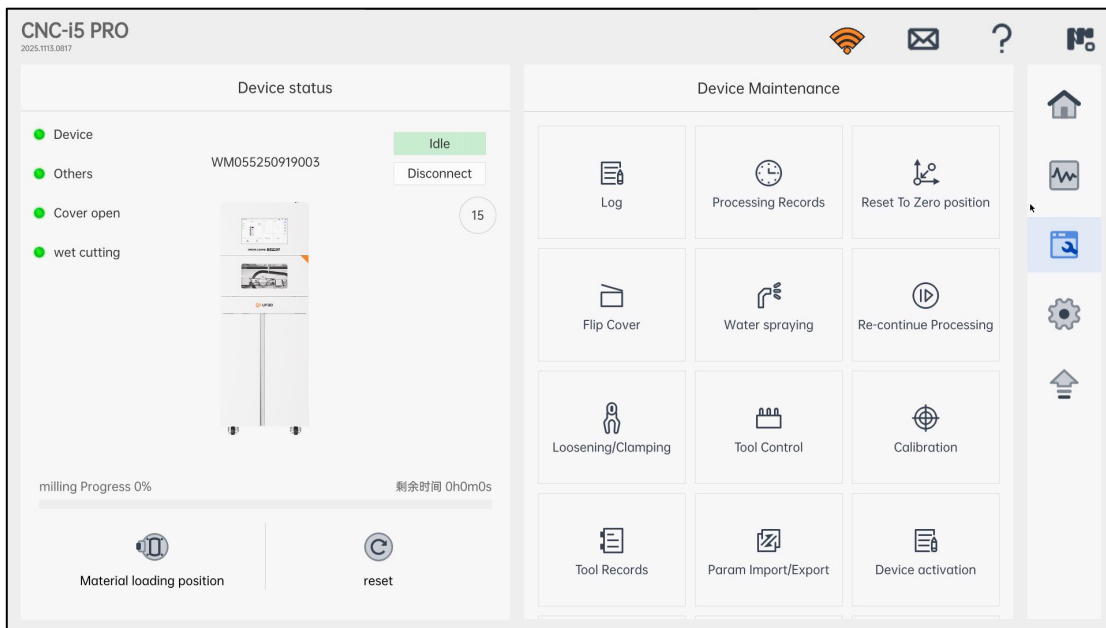 CNC-i5 PRO
2025.1113.0817
Device status
Device
Others
Cover open
wet cutting
WM055250919003
Idle
Disconnect
15
UP3D
milling Progress 0%
剩余时间 0h0m0s
Material loading position
reset
Device Maintenance
Log
Processing Records
Reset To Zero position
Flip Cover
Water spraying
Re-continue Processing
Loosening/Clamping
Tool Control
Calibration
Tool Records
Param Import/Export
Device activation